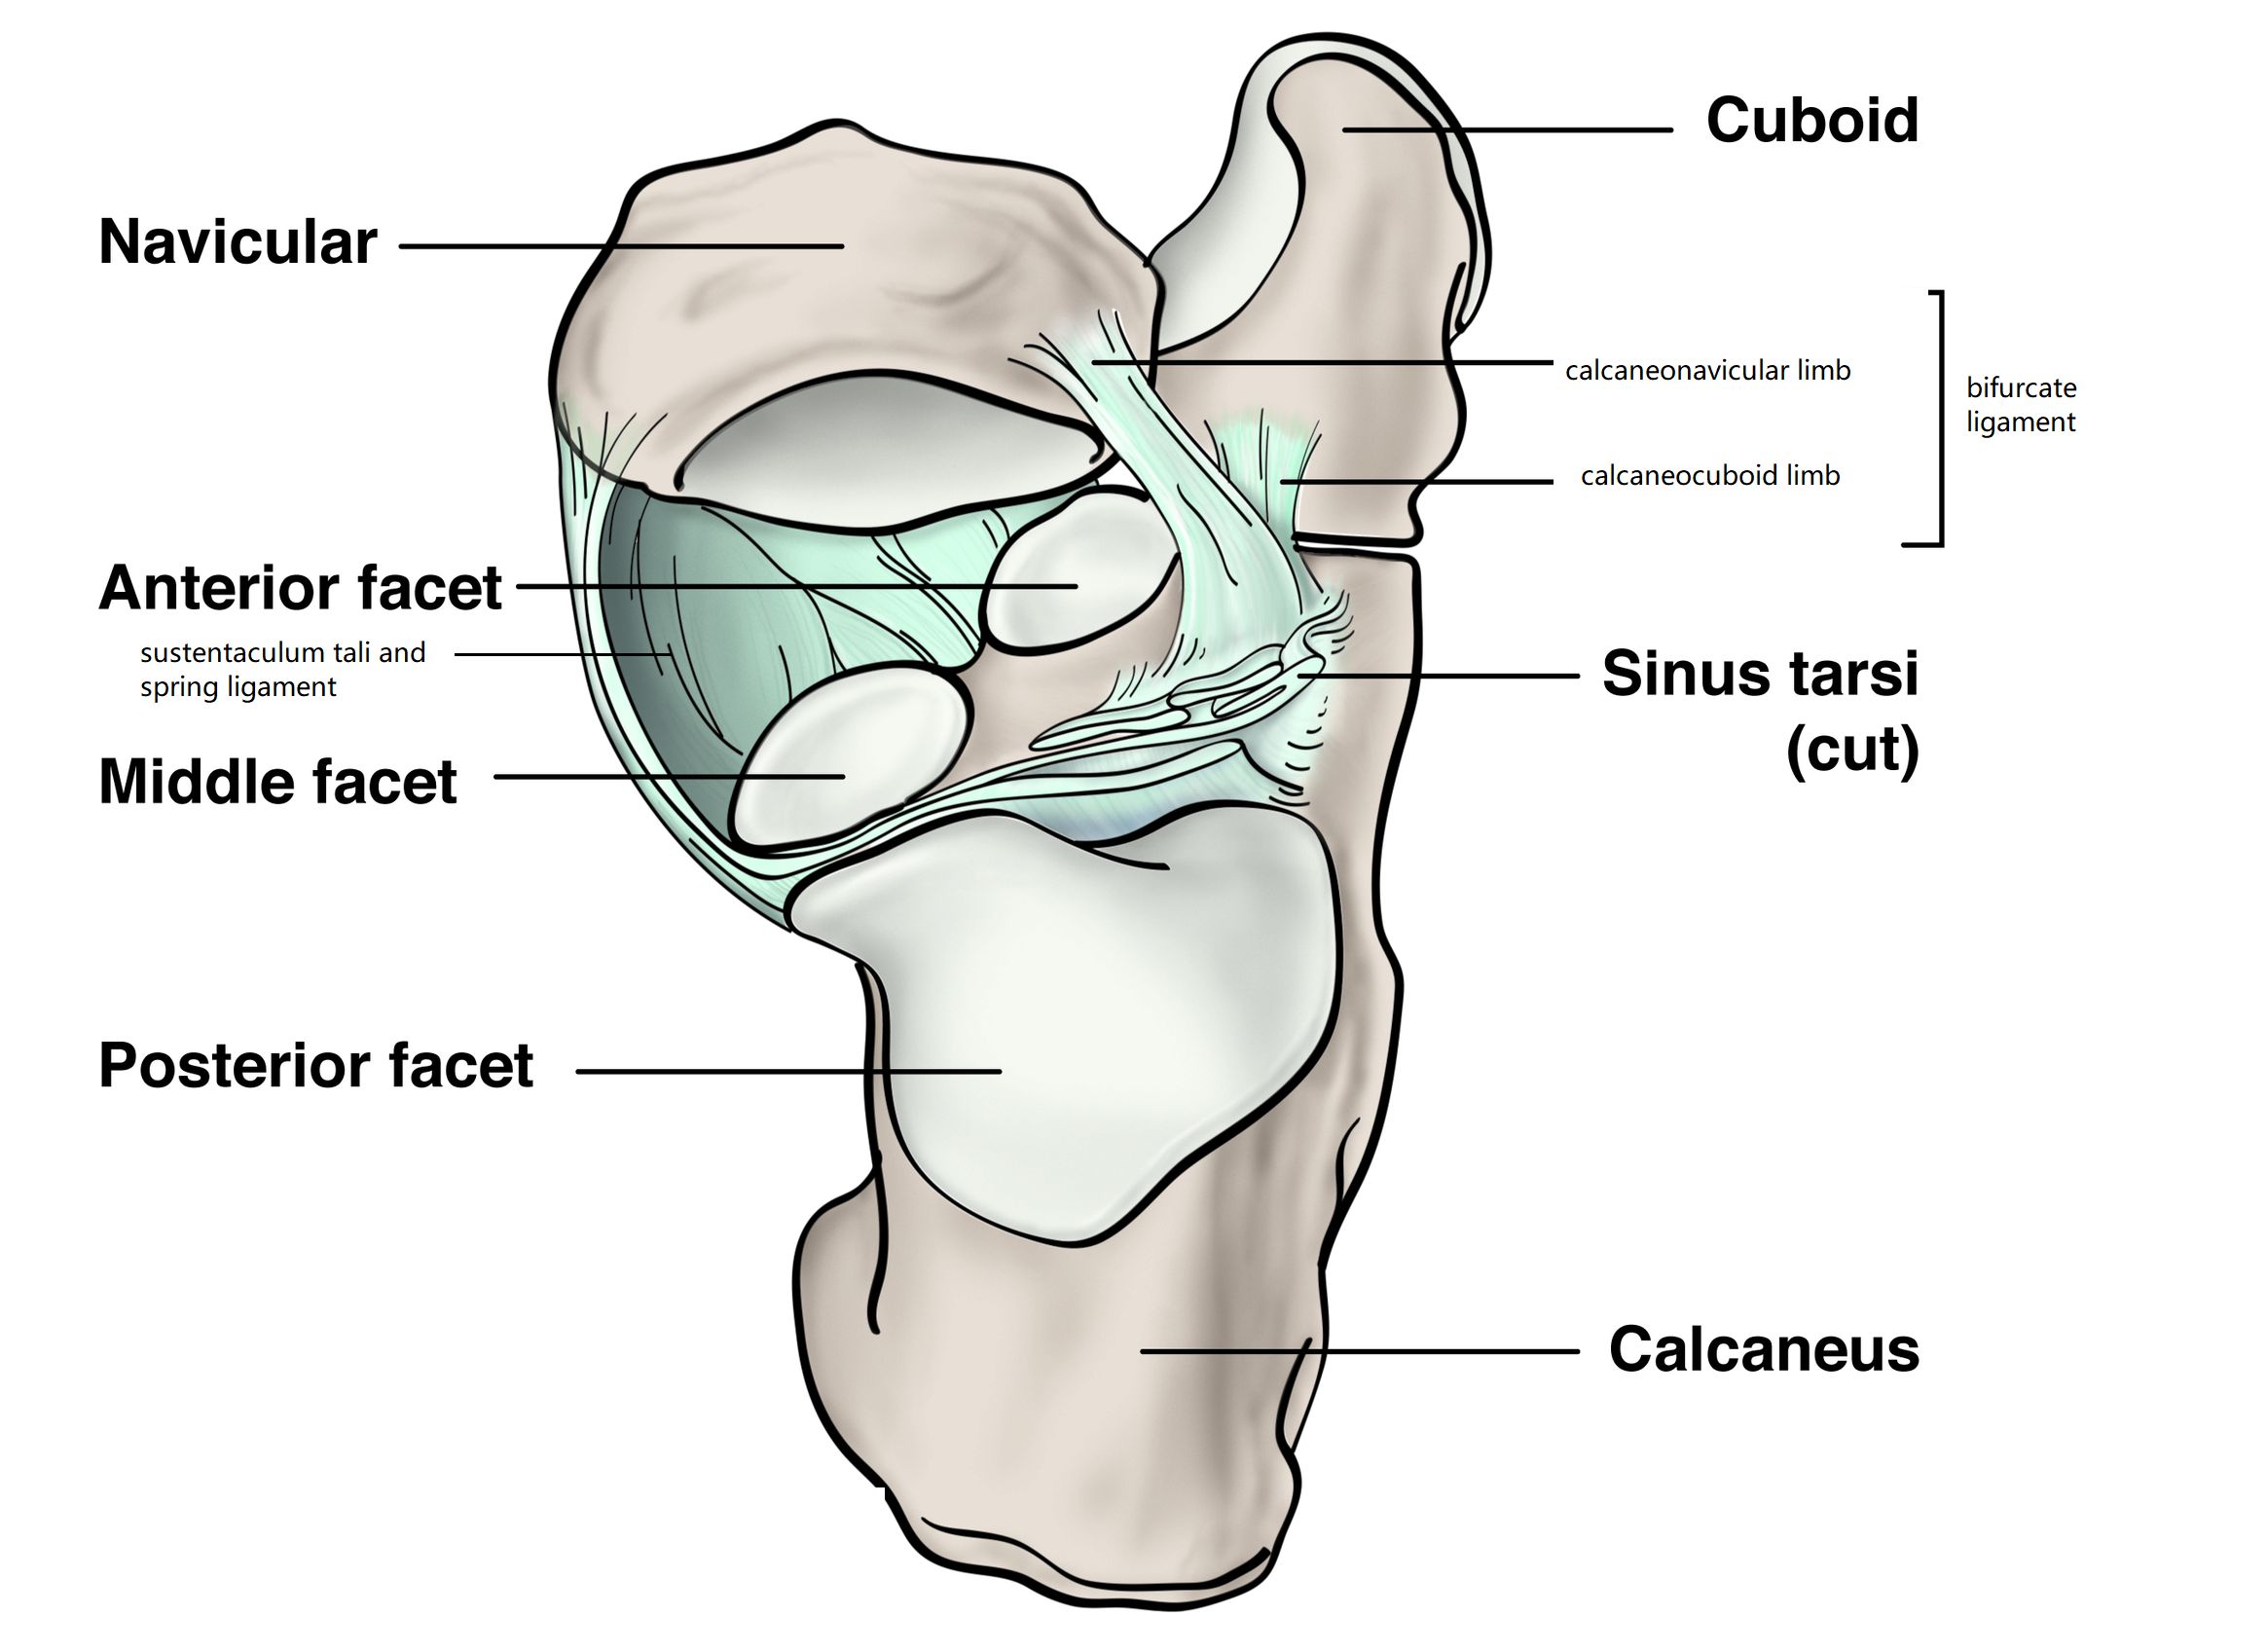 Cuboid
Navicular
calcaneonavicular limb
bifurcate
ligament
calcaneocuboid limb
Anterior facet
sustentaculum tali and
spring ligament
Sinus tarsi
(cut)
Middle facet
Posterior facet
Calcaneus